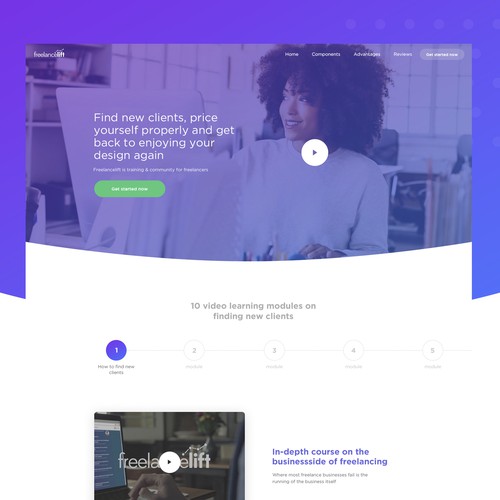 freelancelift
Home Components Advantages Reviews Get started now
Find new clients, price
yourself properly and get
back to enjoying your
design again
Freelancelift is training & community for freelancers
Get started now
10 video learning modules on
finding new clients
1 2 3 4 5
How to find new
clients
module module module module
freelancelift
In-depth course on the
businessside of freelancing
Where most freelance businesses fail is the
running of the business itself